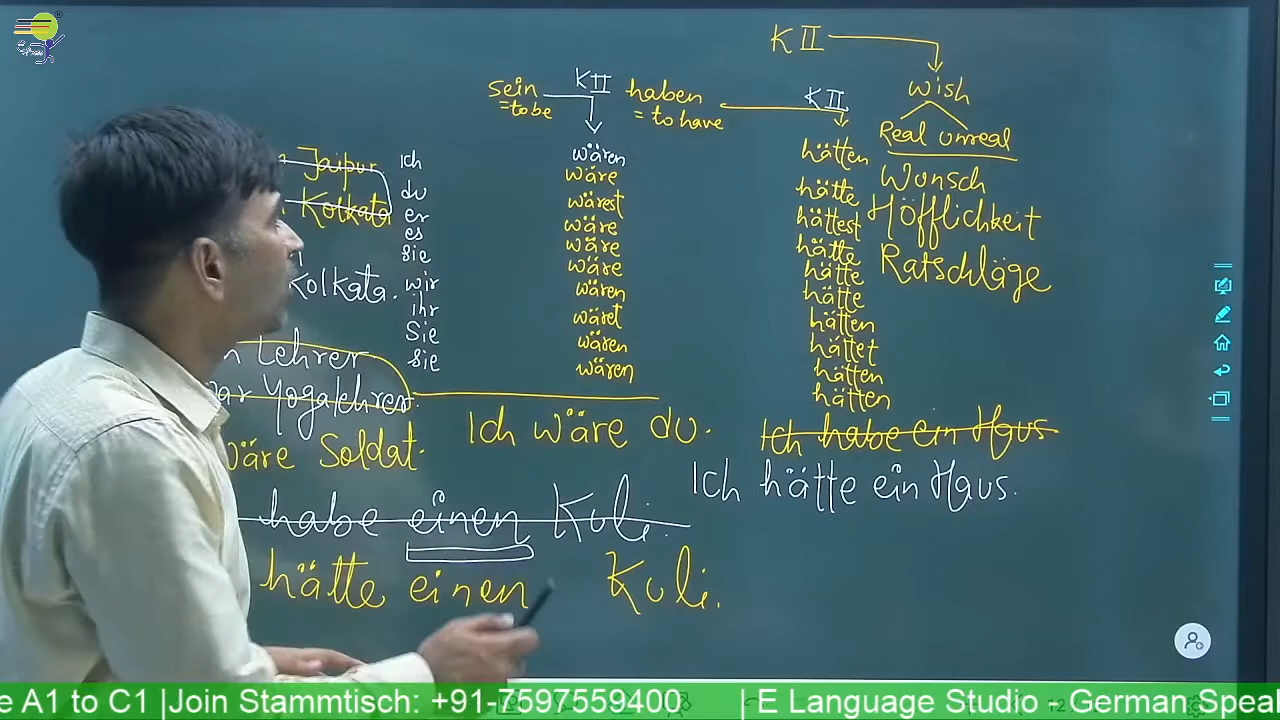 K II
wish
Real unreal
Wunsch
Höfflichkeit
Ratschläge
sein
=to be
K II
haben
= to have
K II
Jaipur
Kolkata
Kolkata.
Lehrer
Yogalehrer.
wäre Soldat.
ich
du
er
es
sie
wir
ihr
Sie
sie
wären
wäre
wärest
wäre
wäre
wäre
wären
wäret
wären
wären
hätten
hätte
hättest
hätte
hätte
hätte
hätten
hättet
hätten
hätten
Ich wäre du.
Ich habe ein Haus
Ich hätte ein Haus.
habe einen Kuli.
hätte einen Kuli.
e A1 to C1 |Join Stammtisch: +91-7597559400 | E Language Studio - German Speal